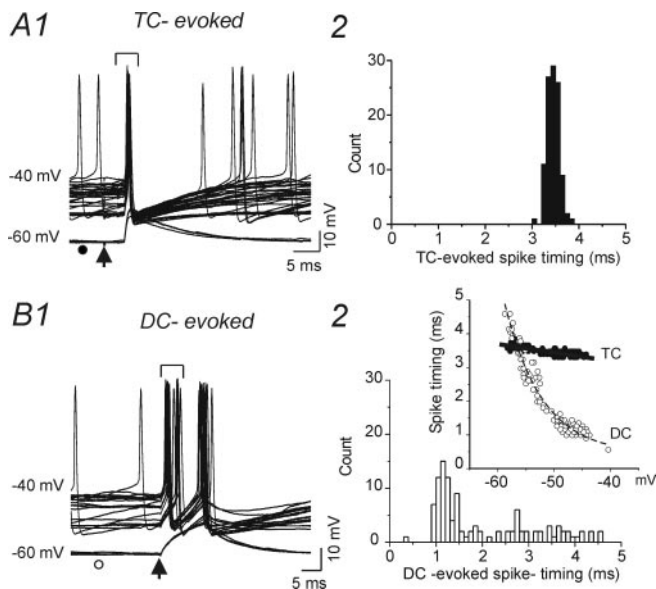 A1
TC- evoked
-40 mV
-60 mV
10 mV
5 ms
2
30
20
10
0
Count
0 1 2 3 4 5
TC-evoked spike timing (ms)
B1
DC- evoked
-40 mV
-60 mV
10 mV
5 ms
2
5
4
3
2
1
0
Spike timing (ms)
TC
DC
-60 -50 -40 mV
30
20
10
0
Count
0 1 2 3 4 5
DC -evoked spike- timing (ms)